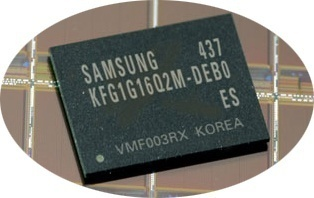 SAMSUNG 437
KFG1G16Q2M-DEB0
ES
VMF003RX KOREA